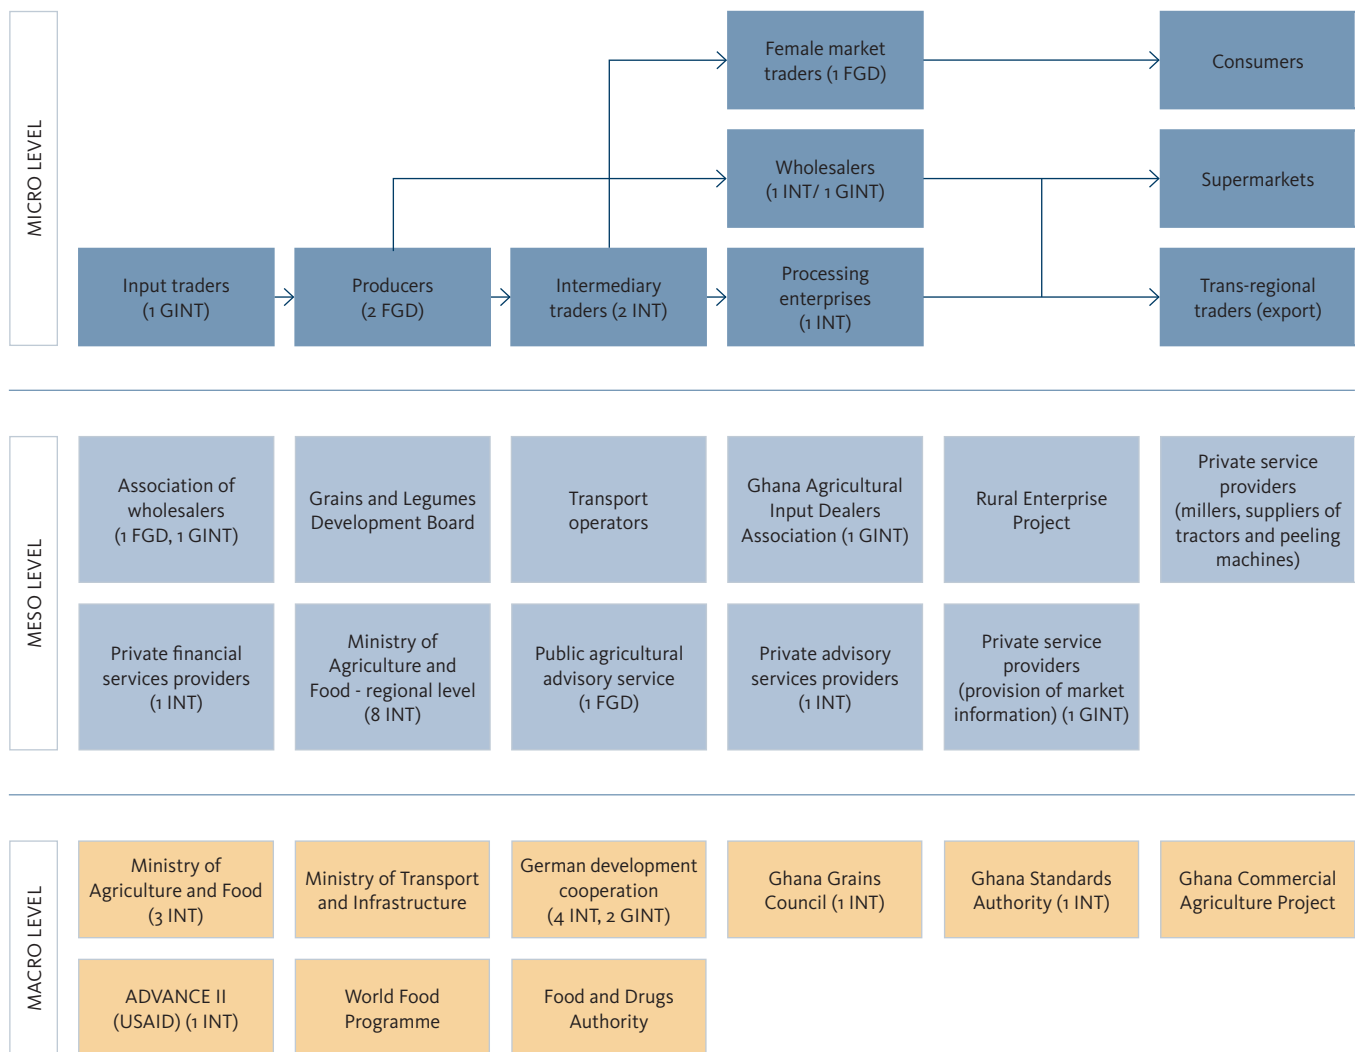 MICRO LEVEL
Female market
traders (1 FGD)
Consumers
Wholesalers
(1 INT/ 1 GINT)
Supermarkets
Input traders
(1 GINT)
Producers
(2 FGD)
Intermediary
traders (2 INT)
Processing
enterprises
(1 INT)
Trans-regional
traders (export)
MESO LEVEL
Association of
wholesalers
(1 FGD, 1 GINT)
Grains and Legumes
Development Board
Transport
operators
Ghana Agricultural
Input Dealers
Association (1 GINT)
Rural Enterprise
Project
Private service
providers
(millers, suppliers of
tractors and peeling
machines)
Private financial
services providers
(1 INT)
Ministry of
Agriculture and
Food - regional level
(8 INT)
Public agricultural
advisory service
(1 FGD)
Private advisory
services providers
(1 INT)
Private service
providers
(provision of market
information) (1 GINT)
MACRO LEVEL
Ministry of
Agriculture and Food
(3 INT)
Ministry of Transport
and Infrastructure
German development
cooperation
(4 INT, 2 GINT)
Ghana Grains
Council (1 INT)
Ghana Standards
Authority (1 INT)
Ghana Commercial
Agriculture Project
ADVANCE II
(USAID) (1 INT)
World Food
Programme
Food and Drugs
Authority